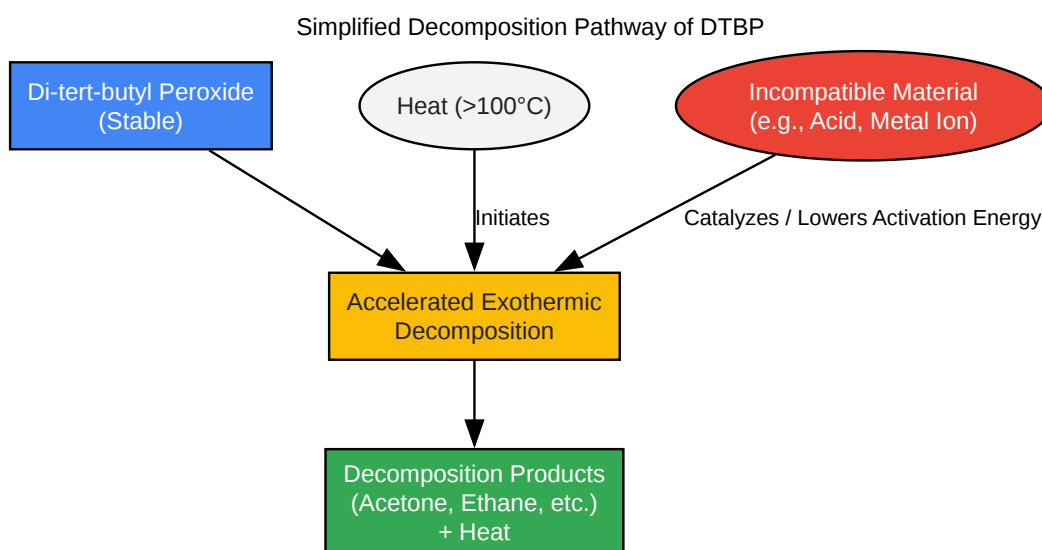 Simplified Decomposition Pathway of DTBP
Di-tert-butyl Peroxide
(Stable)
Heat (>100°C)
Incompatible Material
(e.g., Acid, Metal Ion)
Initiates
Catalyzes / Lowers Activation Energy
Accelerated Exothermic
Decomposition
Decomposition Products
(Acetone, Ethane, etc.)
+ Heat